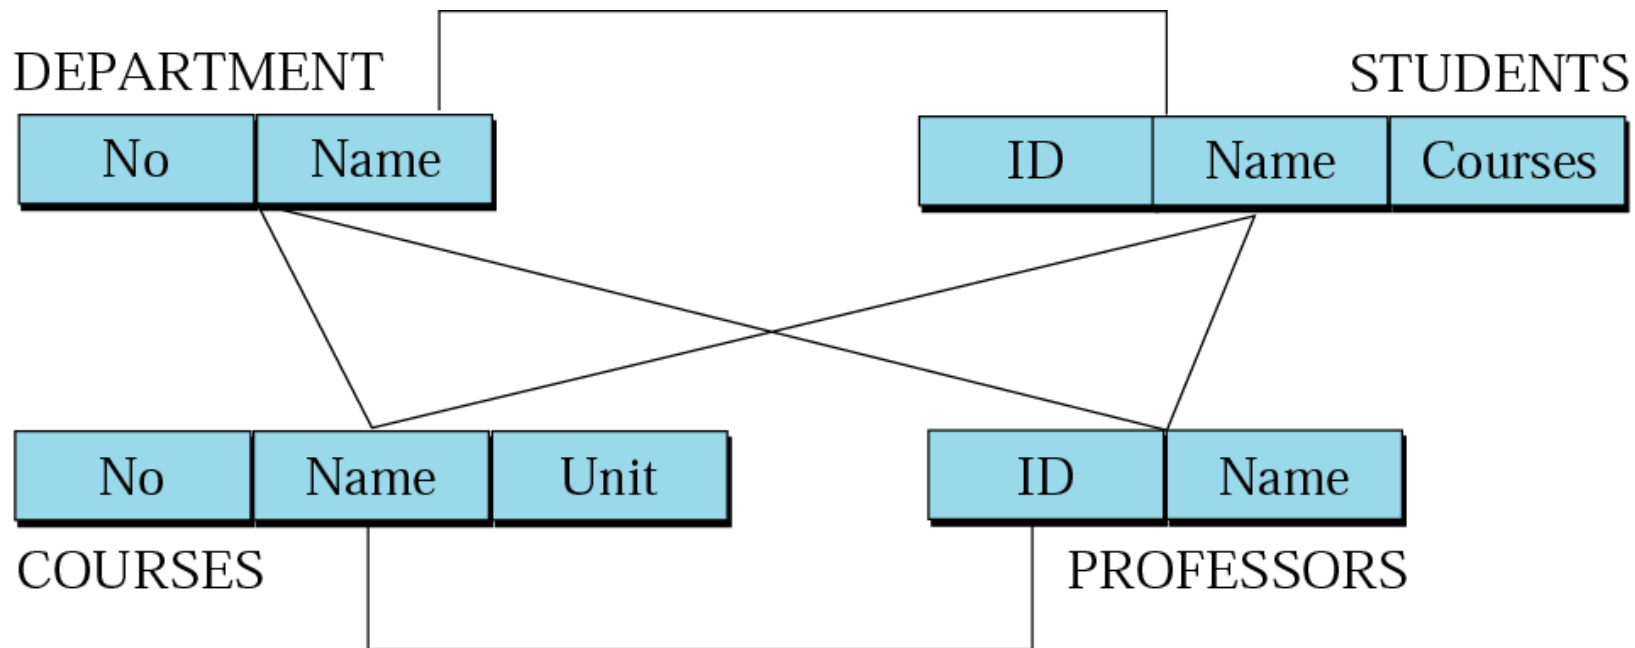 DEPARTMENT STUDENTS
No Name ID Name Courses
No Name Unit ID Name
COURSES PROFESSORS